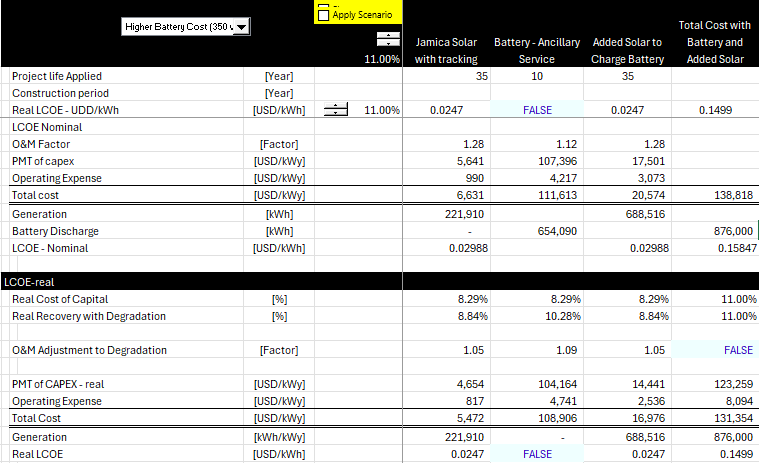 Apply Scenario
Higher Battery Cost (350 v
Total Cost with
Jamica Solar Battery - Ancillary Added Solar to Battery and
11.00% with tracking Service Charge Battery Added Solar
Project life Applied [Year] 35 10 35
Construction period [Year]
Real LCOE - UDD/kWh [USD/kWh] 11.00% 0.0247 FALSE 0.0247 0.1499
LCOE Nominal
O&M Factor [Factor] 1.28 1.12 1.28
PMT of capex [USD/kWy] 5,641 107,396 17,501
Operating Expense [USD/kWy] 990 4,217 3,073
Total cost [USD/kWy] 6,631 111,613 20,574 138,818
Generation [kWh] 221,910 688,516
Battery Discharge [kWh] - 654,090 876,000
LCOE - Nominal [USD/kWh] 0.02988 0.02988 0.15847
LCOE-real
Real Cost of Capital [%] 8.29% 8.29% 8.29% 11.00%
Real Recovery with Degradation [%] 8.84% 10.28% 8.84% 11.00%
O&M Adjustment to Degradation [Factor] 1.05 1.09 1.05 FALSE
PMT of CAPEX - real [USD/kWy] 4,654 104,164 14,441 123,259
Operating Expense [USD/kWy] 817 4,741 2,536 8,094
Total Cost [USD/kWy] 5,472 108,906 16,976 131,354
Generation [kWh/kWy] 221,910 - 688,516 876,000
Real LCOE [USD/kWh] 0.0247 FALSE 0.0247 0.1499